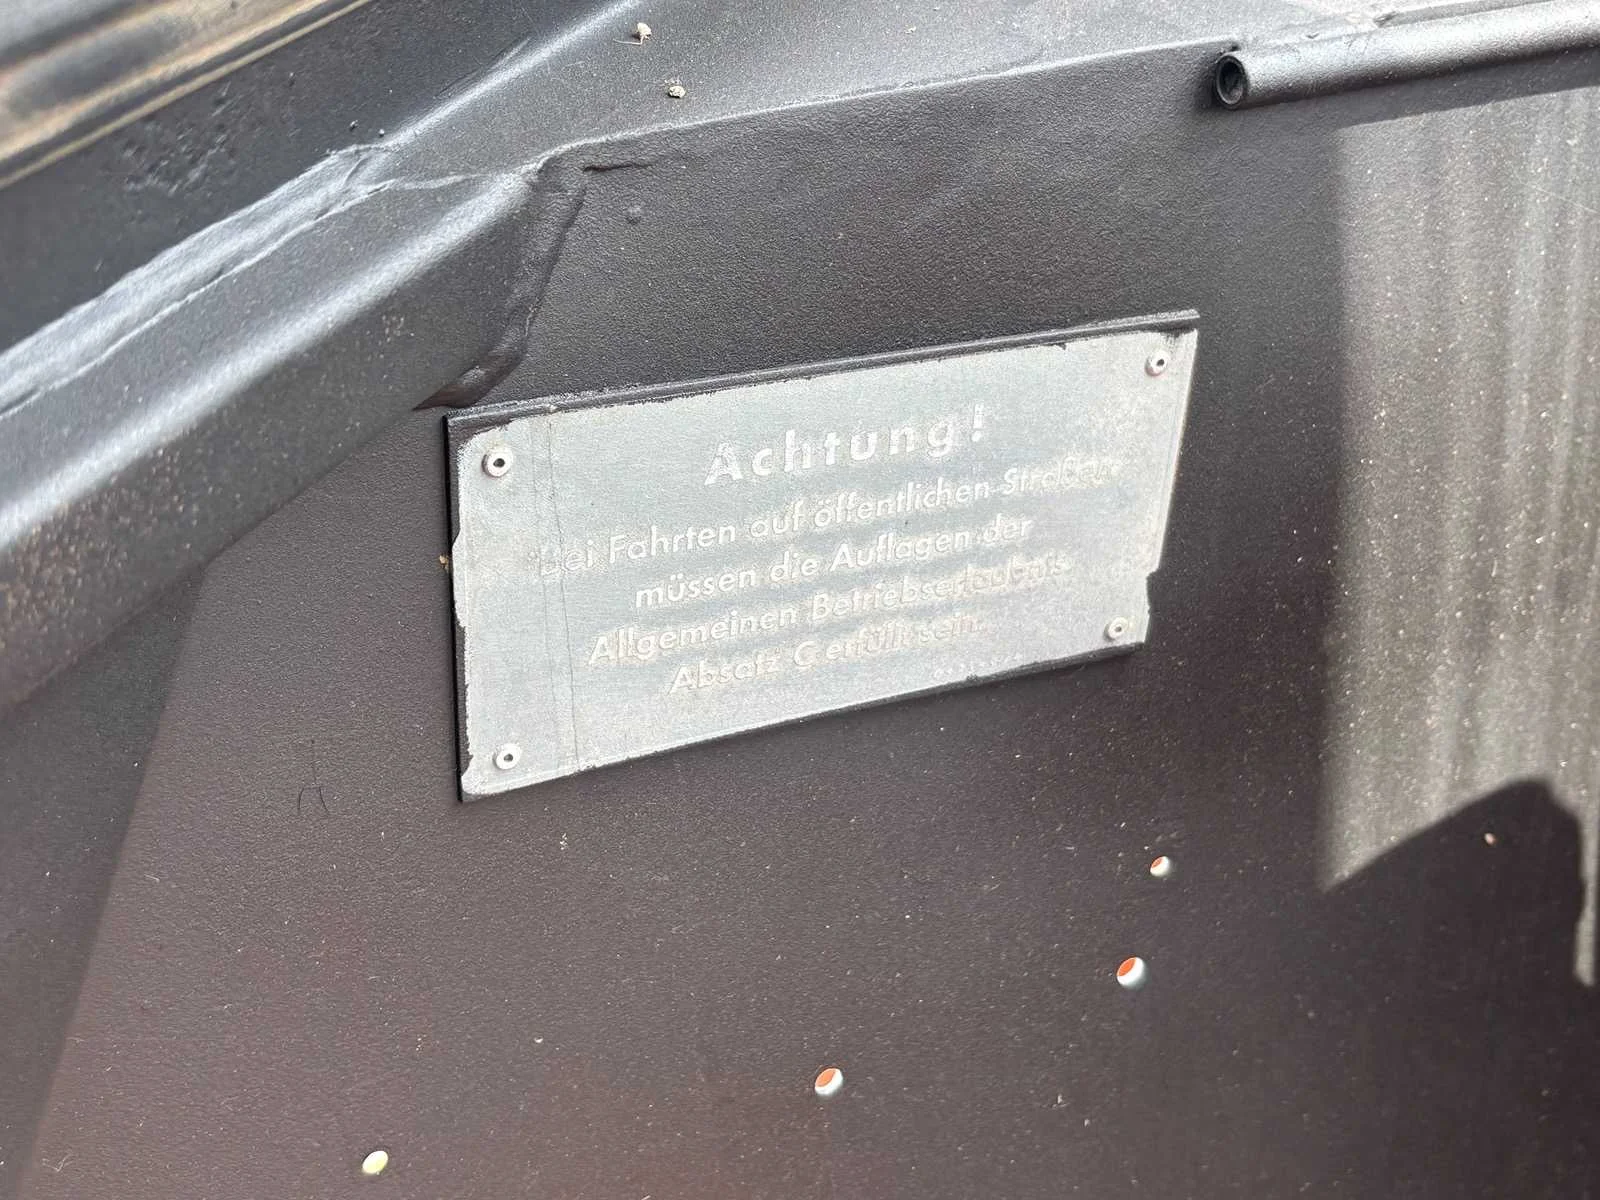 Achtung!
Bei Fahrten auf öffentlichen Straßen
müssen die Auflagen der
Allgemeinen Betriebserlaubnis
Absatz C erfüllt sein.